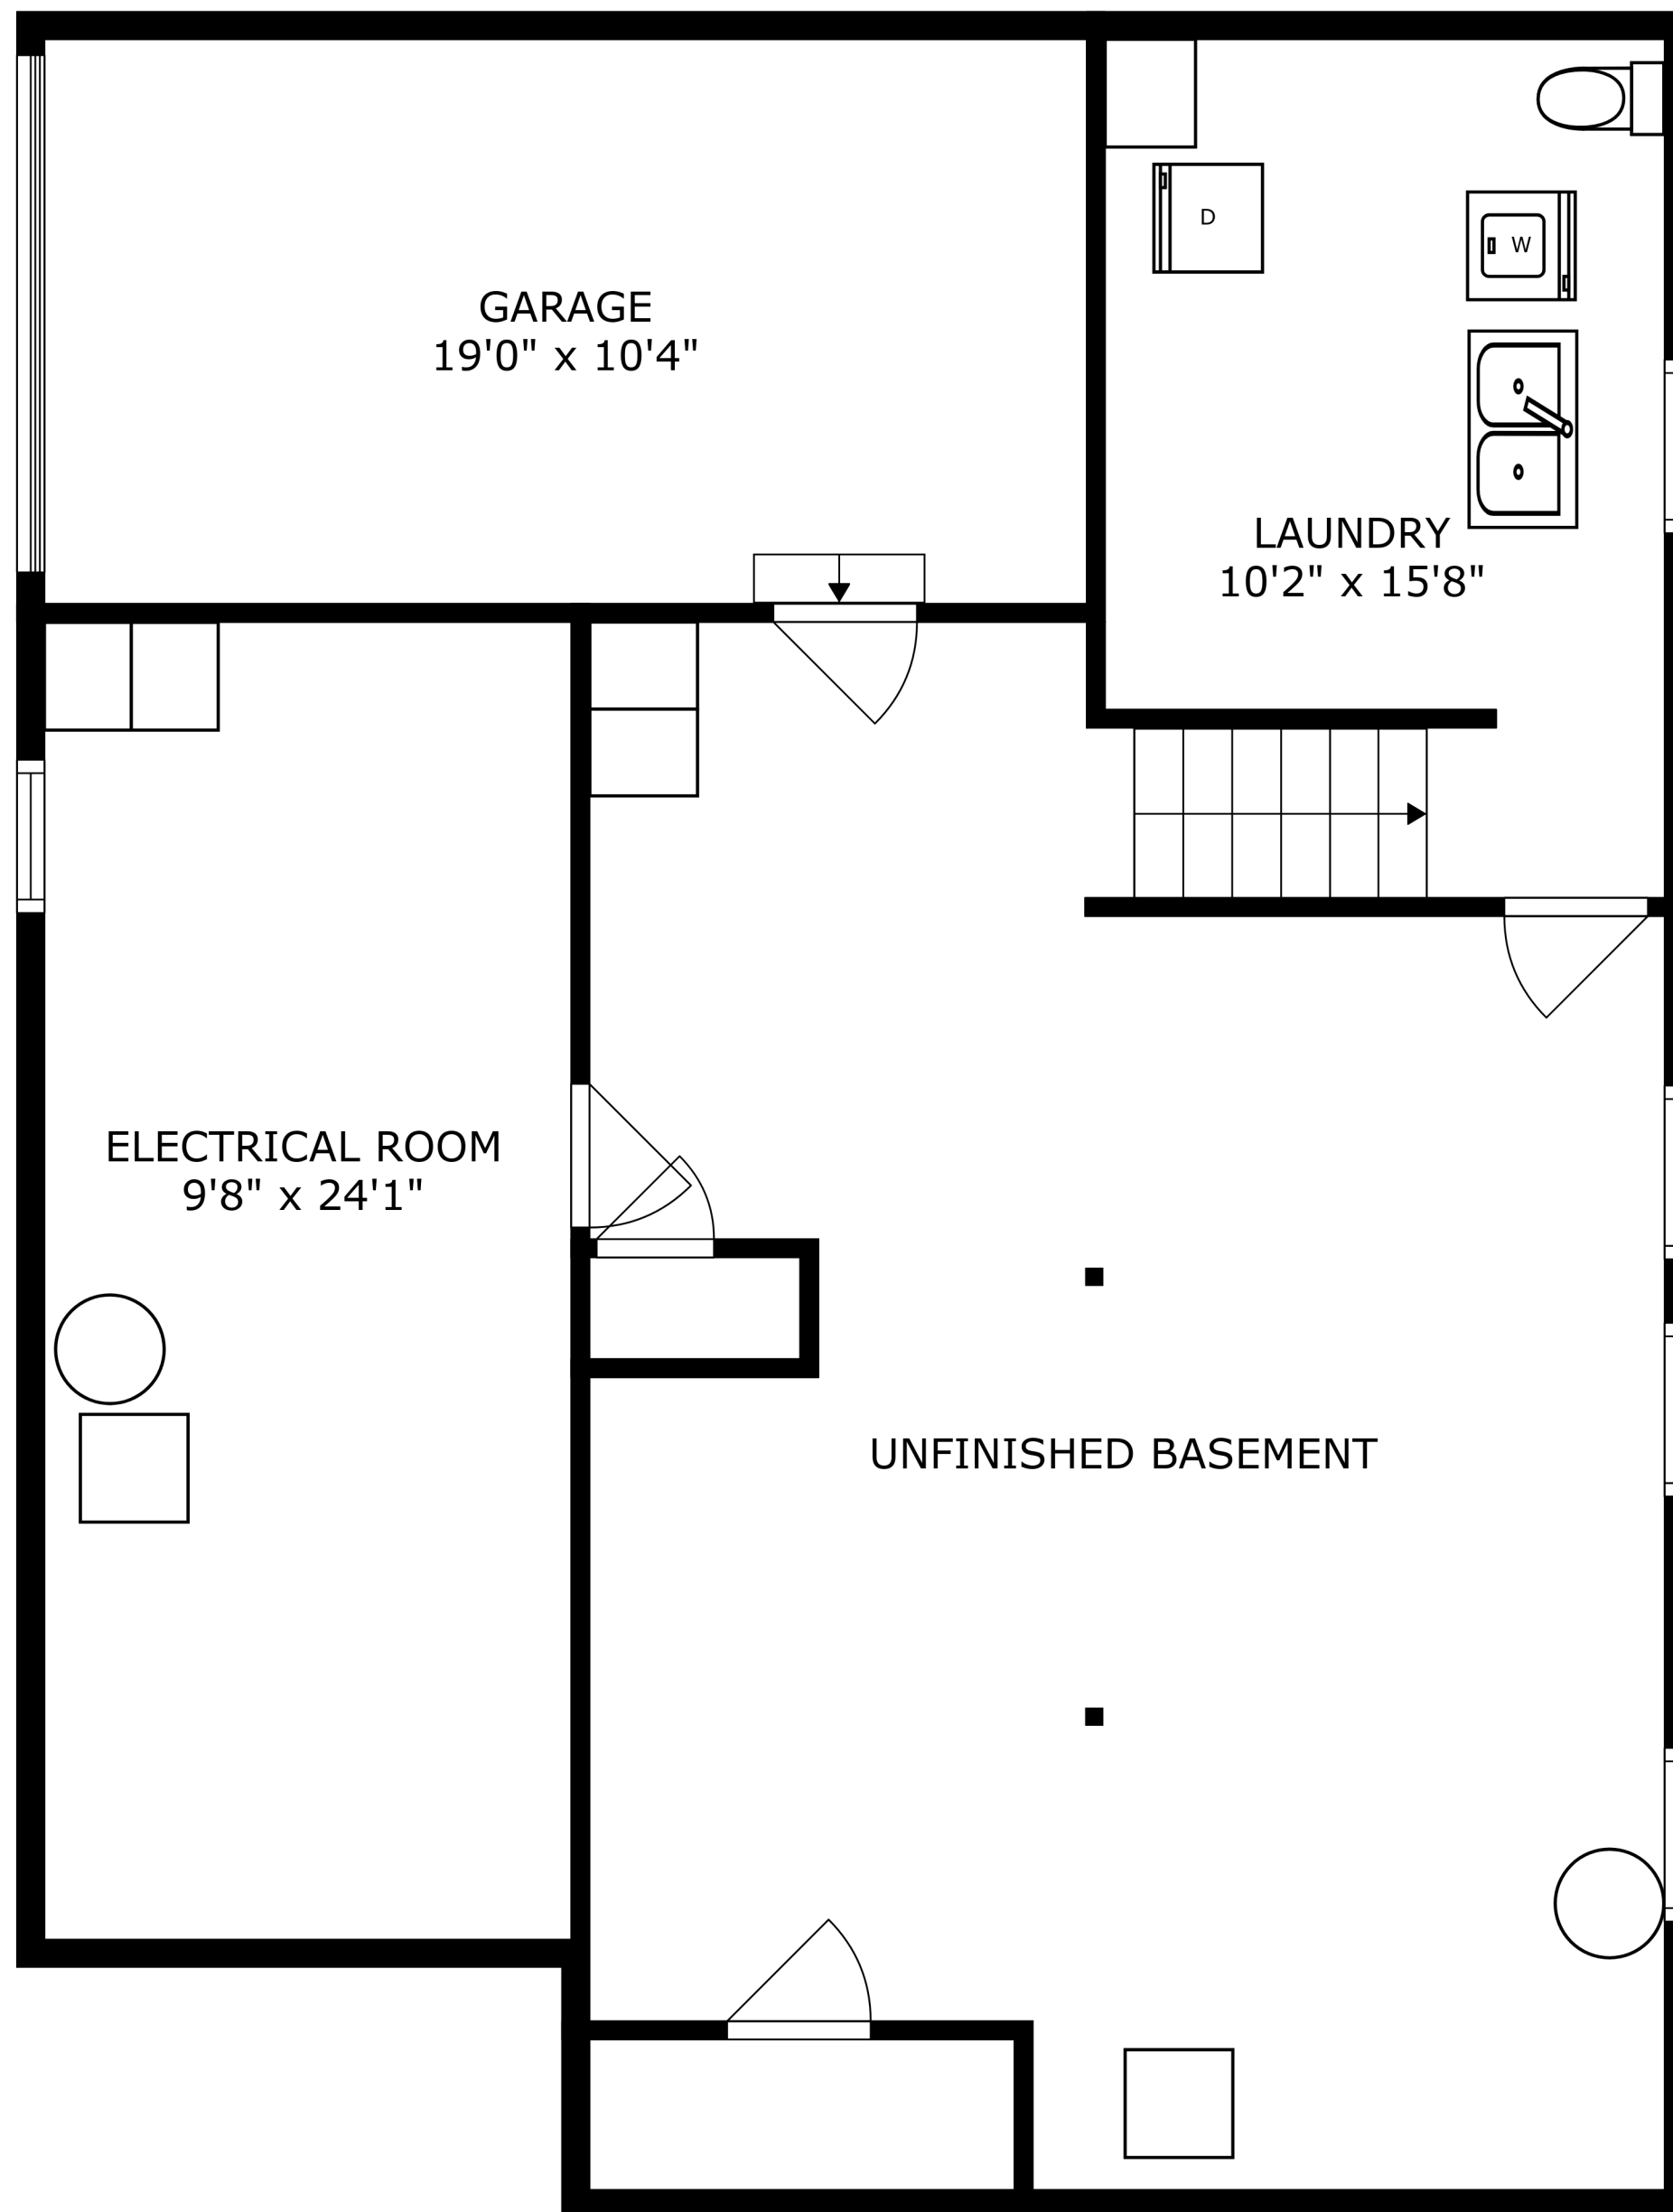 D
W
GARAGE
19'0" x 10'4"
LAUNDRY
10'2" x 15'8"
ELECTRICAL ROOM
9'8" x 24'1"
UNFINISHED BASEMENT